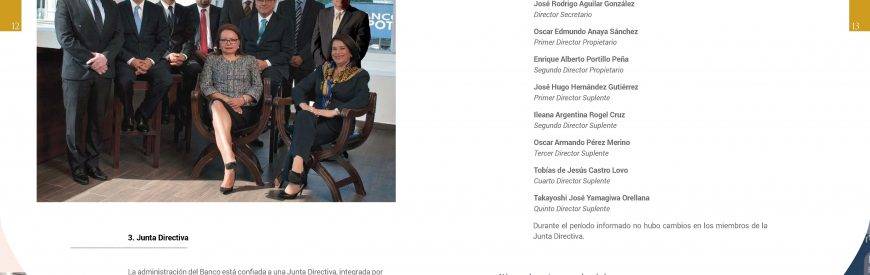 12
3. Junta Directiva
La administración del Banco está confiada a una Junta Directiva, integrada por
13
José Rodrigo Aguilar González
Director Secretario
Oscar Edmundo Anaya Sánchez
Primer Director Propietario
Enrique Alberto Portillo Peña
Segundo Director Propietario
José Hugo Hernández Gutiérrez
Primer Director Suplente
Ileana Argentina Rogel Cruz
Segundo Director Suplente
Oscar Armando Pérez Merino
Tercer Director Suplente
Tobías de Jesús Castro Lovo
Cuarto Director Suplente
Takayoshi José Yamagiwa Orellana
Quinto Director Suplente
Durante el período informado no hubo cambios en los miembros de la
Junta Directiva.